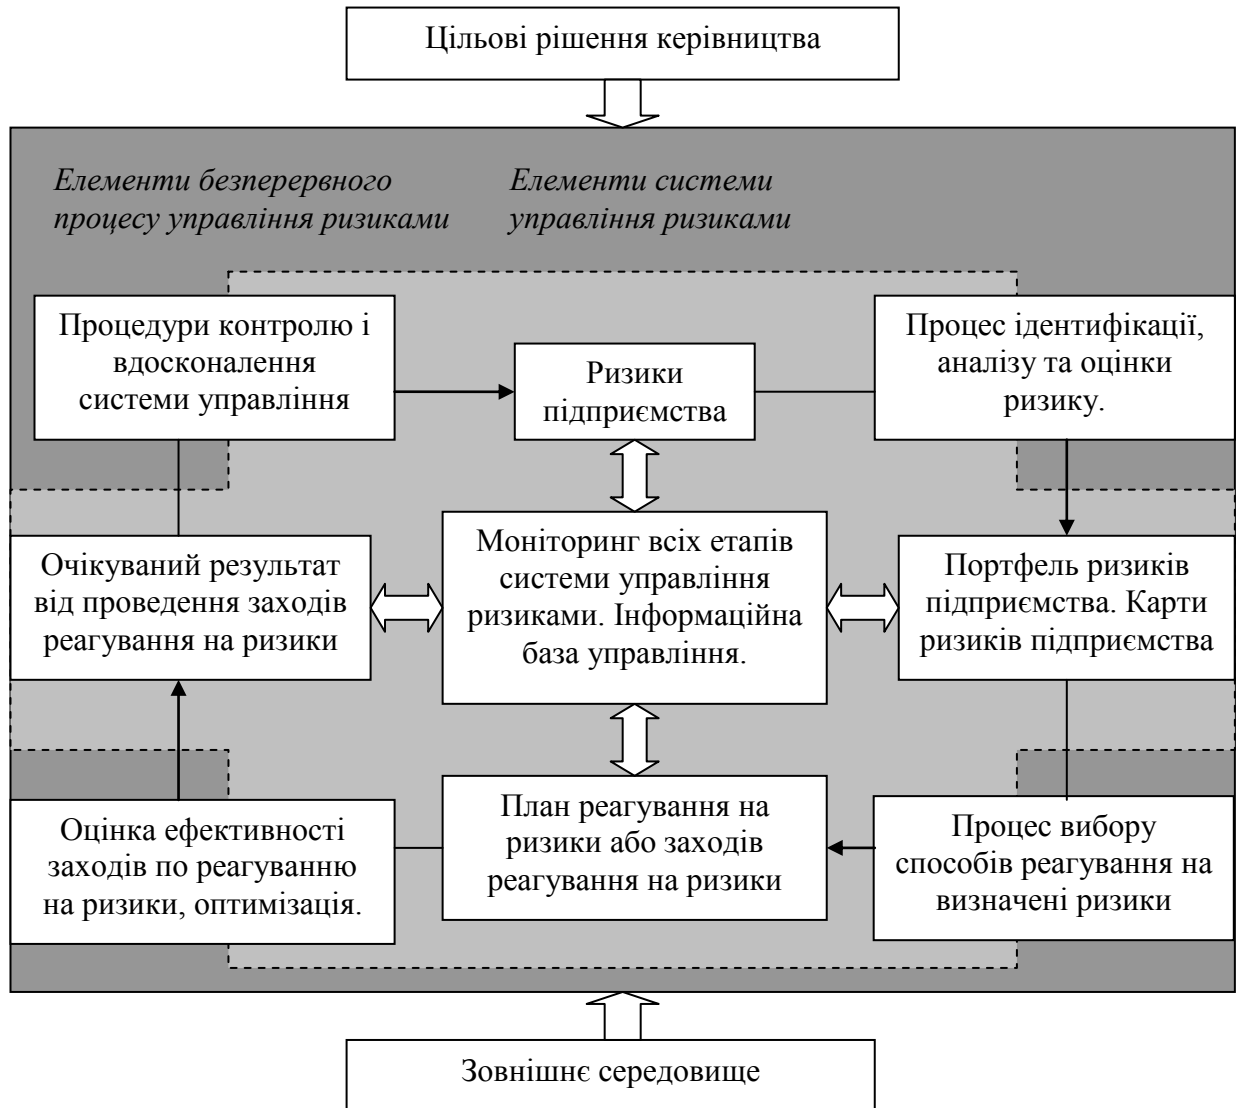 Цільові рішення керівництва
Елементи безперервного
процесу управління ризиками
Елементи системи
управління ризиками
Процедури контролю і
вдосконалення
системи управління
Ризики
підприємства
Процес ідентифікації,
аналізу та оцінки
ризику.
Очікуваний результат
від проведення заходів
реагування на ризики
Моніторинг всіх етапів
системи управління
ризиками. Інформаційна
база управління.
Портфель ризиків
підприємства. Карти
ризиків підприємства
Оцінка ефективності
заходів по реагуванню
на ризики, оптимізація.
План реагування на
ризики або заходів
реагування на ризики
Процес вибору
способів реагування на
визначені ризики
Зовнішнє середовище